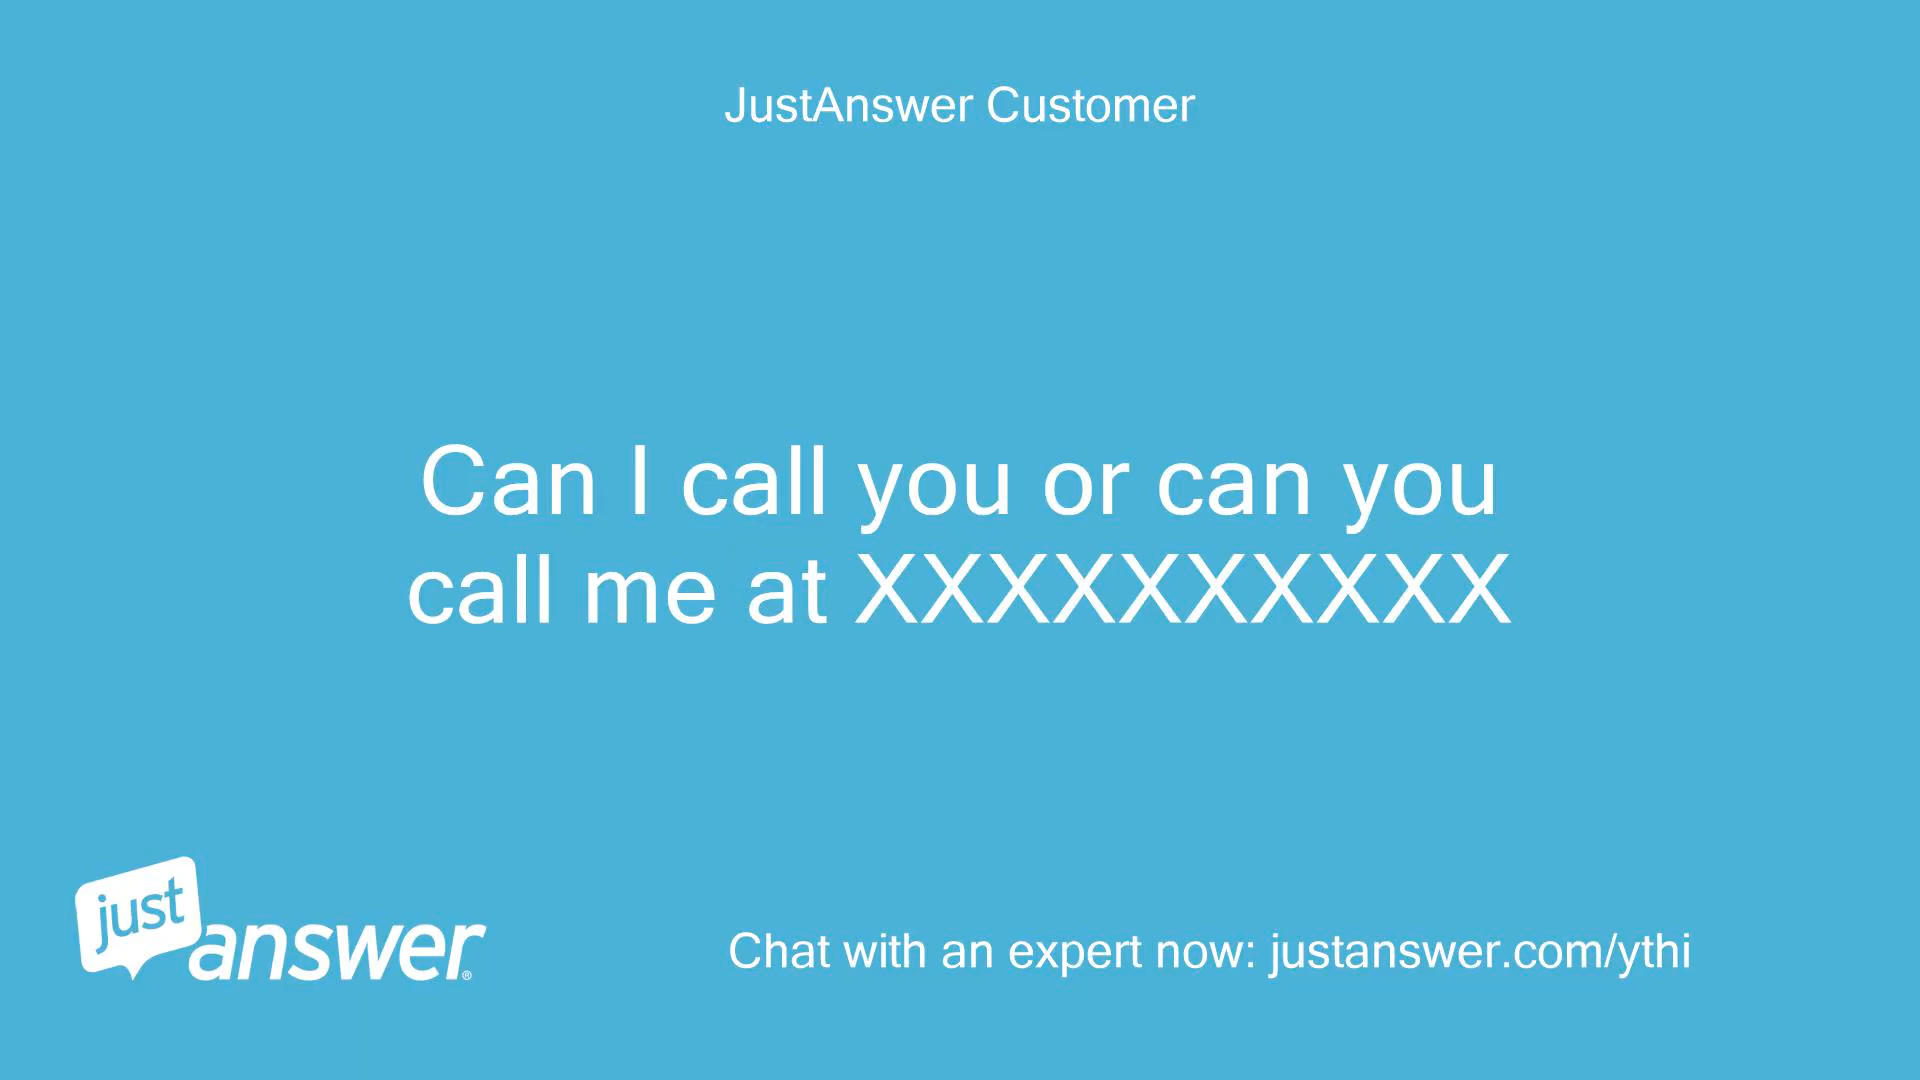 JustAnswer Customer
Can I call you or can you
call me at XXXXXXXXXX
just
answer®
Chat with an expert now: justanswer.com/ythi